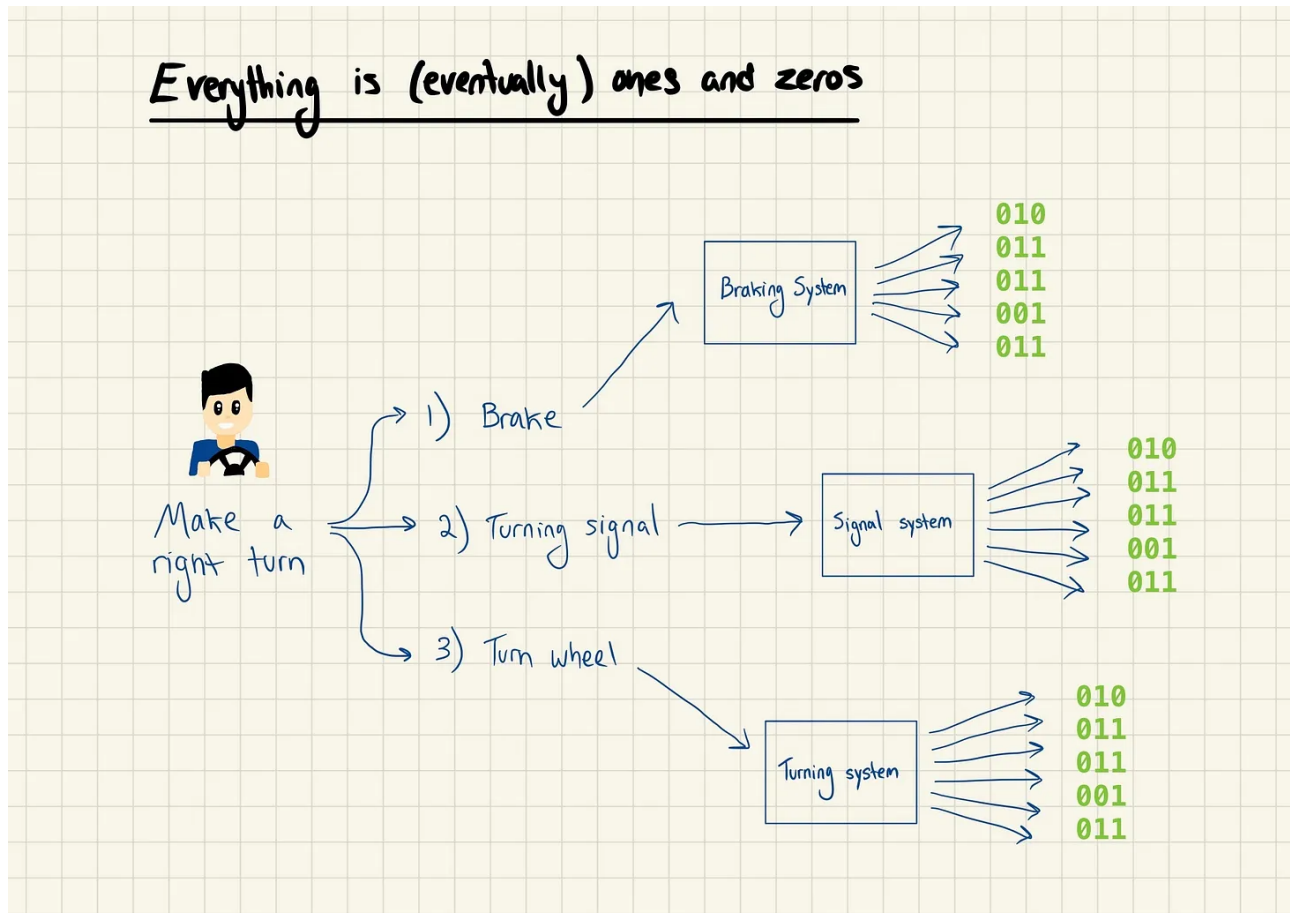 Everything is (eventually) ones and zeros
010
011
011
001
011
Braking System
1) Brake
Make a
right turn
2) Turning signal
Signal system
010
011
011
001
011
3) Turn wheel
Turning system
010
011
011
001
011